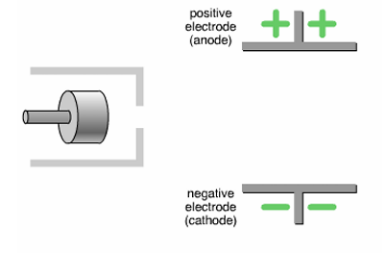 positive
electrode
(anode)
negative
electrode
(cathode)